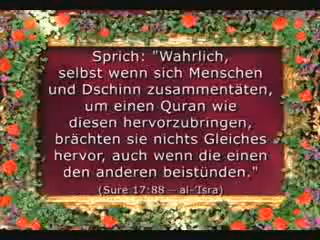 Sprich: "Wahrlich,
selbst wenn sich Menschen
und Dschinn zusammentäten,
um einen Quran wie
diesen hervorzubringen,
brächten sie nichts Gleiches
hervor, auch wenn die einen
den anderen beistünden."
(Sure 17:88 – al-'Isra)